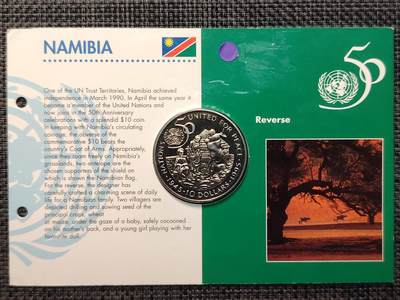 NAMIBIA
50
One of the UN Trust Territories, Namibia achieved
independence in March 1990. In April the same year it
became a member of the United Nations and
now joins in the 50th Anniversary
celebrations with a splendid $10 coin.
In keeping with Namibia's circulating
coinage, the obverse of the
commemorative $10 bears the
country's Coat of Arms. Appropriately,
since they roam freely on Namibia's
grasslands, two antelope are the
chosen supporters of the shield on
which is shown the Namibian flag.
For the reverse, the designer has
carefully crafted a charming scene of daily
life for a Namibian family. Two villagers are
depicted tilling and sowing seed of the
principal crops, wheat
or maize, under the gaze of a baby, safely cocooned
on his mother's back, and a young girl playing with her
favourite doll.
NATIONS UNITED FOR PEACE
1945 1995
10 DOLLARS
Reverse